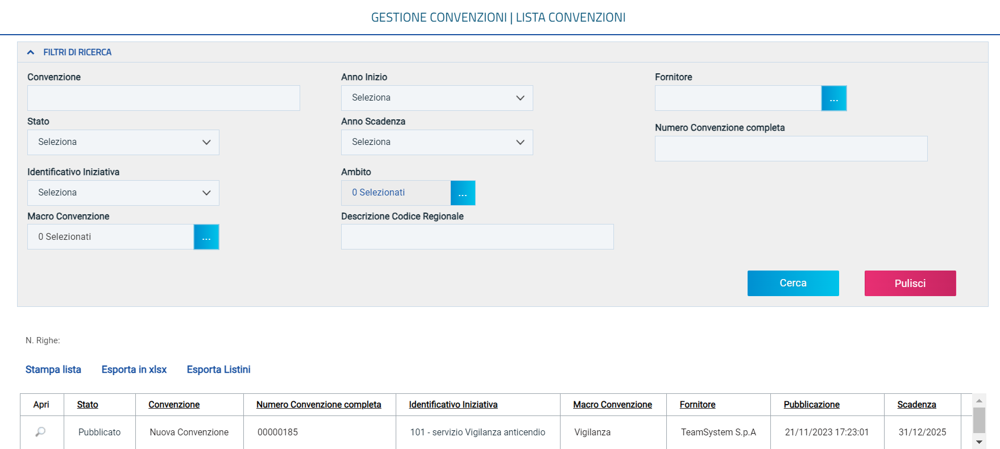 GESTIONE CONVENZIONI | LISTA CONVENZIONI
FILTRI DI RICERCA
Convenzione
Anno Inizio
Seleziona
Fornitore
...
Stato
Seleziona
Anno Scadenza
Seleziona
Numero Convenzione completa
Identificativo Iniziativa
Seleziona
Ambito
0 Selezionati
...
Macro Convenzione
0 Selezionati
...
Descrizione Codice Regionale
Cerca
Pulisci
N. Righe:
Stampa lista Esporta in xlsx Esporta Listini
Apri Stato Convenzione Numero Convenzione completa Identificativo Iniziativa Macro Convenzione Fornitore Pubblicazione Scadenza
Pubblicato Nuova Convenzione 00000185 101 - servizio Vigilanza anticendio Vigilanza TeamSystem S.p.A 21/11/2023 17:23:01 31/12/2025